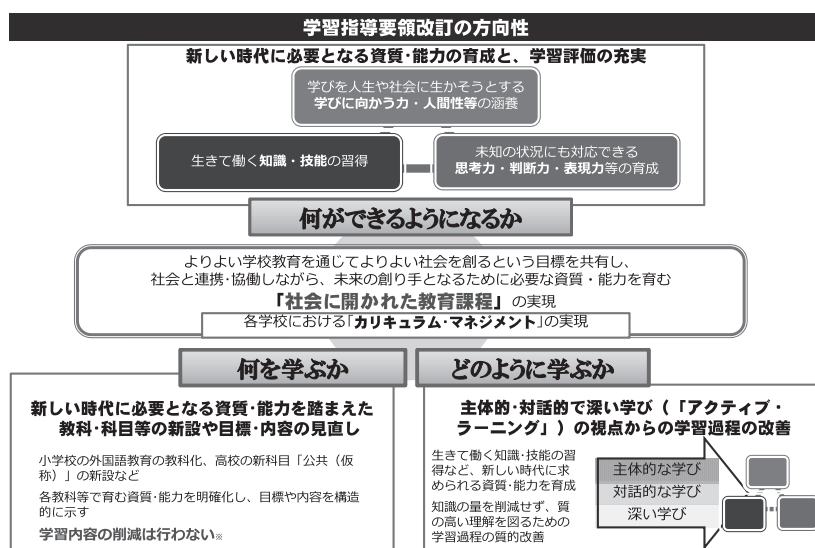 学習指導要領改訂の方向性
新しい時代に必要となる資質･能力の育成と、学習評価の充実
学びを人生や社会に生かそうとする
学びに向かう力・人間性等の涵養
生きて働く知識・技能の習得
未知の状況にも対応できる
思考力・判断力・表現力等の育成
何ができるようになるか
よりよい学校教育を通じてよりよい社会を創るという目標を共有し、
社会と連携･協働しながら、未来の創り手となるために必要な資質・能力を育む
「社会に開かれた教育課程」の実現
各学校における「カリキュラム・マネジメント」の実現
何を学ぶか
新しい時代に必要となる資質･能力を踏まえた
教科･科目等の新設や目標･内容の見直し
小学校の外国語教育の教科化、高校の新科目「公共（仮
称）」の新設など
各教科等で育む資質･能力を明確化し、目標や内容を構造
的に示す
学習内容の削減は行わない※
どのように学ぶか
主体的･対話的で深い学び（「アクティブ・
ラーニング」）の視点からの学習過程の改善
生きて働く知識･技能の習
得など、新しい時代に求
められる資質･能力を育成
知識の量を削減せず、質
の高い理解を図るための
学習過程の質的改善
主体的な学び
対話的な学び
深い学び